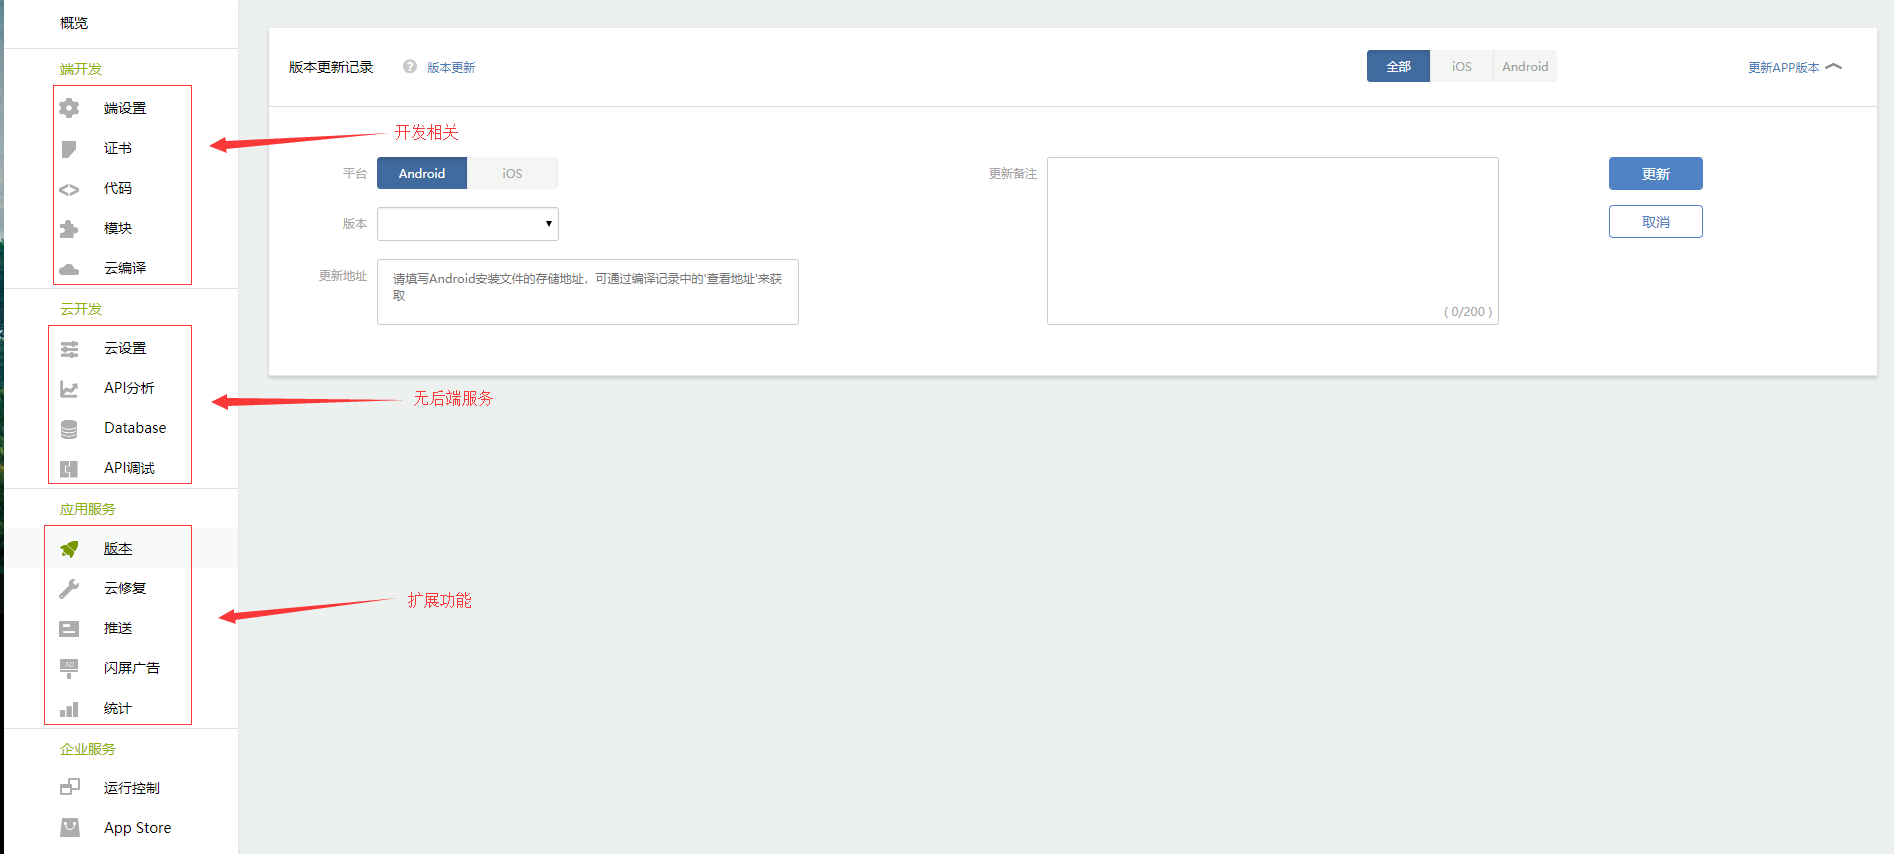 概览
端开发
端设置
证书
代码
模块
云编译
云开发
云设置
API分析
Database
API调试
应用服务
版本
云修复
推送
AD
闪屏广告
统计
企业服务
运行控制
App Store
开发相关
无后端服务
扩展功能
版本更新记录
? 版本更新
全部 iOS Android
更新APP版本
平台 Android iOS
版本
更新地址
请填写Android安装文件的存储地址，可通过编译记录中的'查看地址'来获
取
更新备注
( 0/200 )
更新
取消